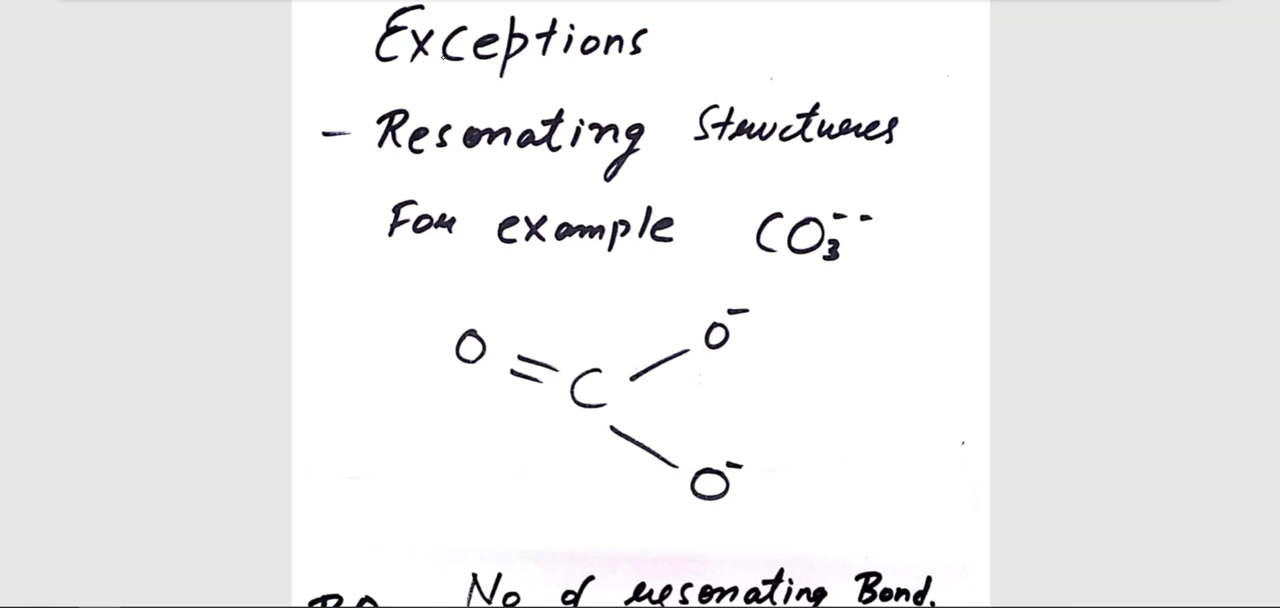 Exceptions
- Resonating Structures
For example CO₃⁻⁻
O = C - O⁻
O⁻
No of resonating Bond.